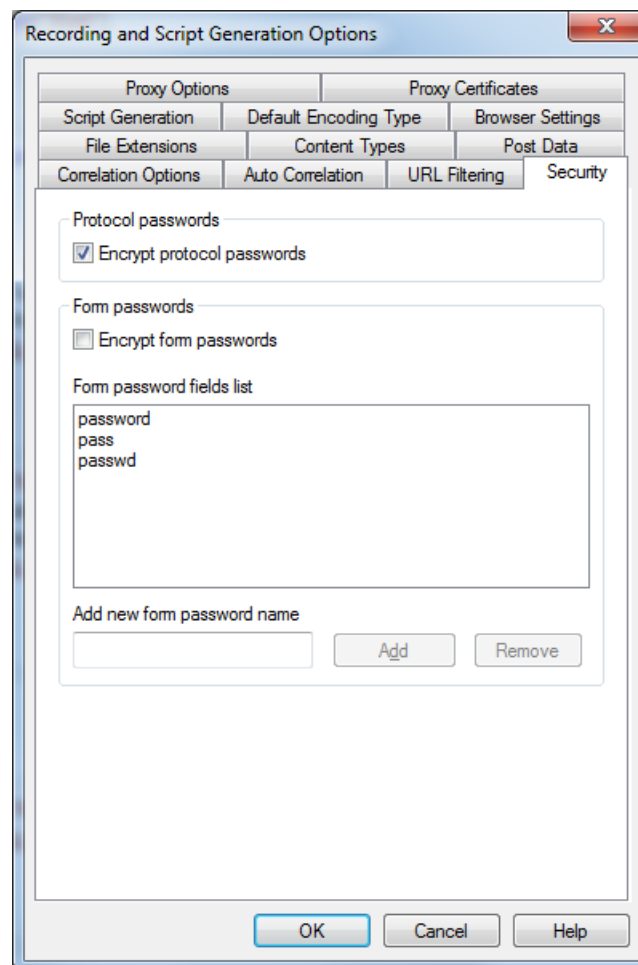 Recording and Script Generation Options
Proxy Options Proxy Certificates
Script Generation Default Encoding Type Browser Settings
File Extensions Content Types Post Data
Correlation Options Auto Correlation URL Filtering Security
Protocol passwords
Encrypt protocol passwords
Form passwords
Encrypt form passwords
Form password fields list
password
pass
passwd
Add new form password name
Add Remove
OK Cancel Help